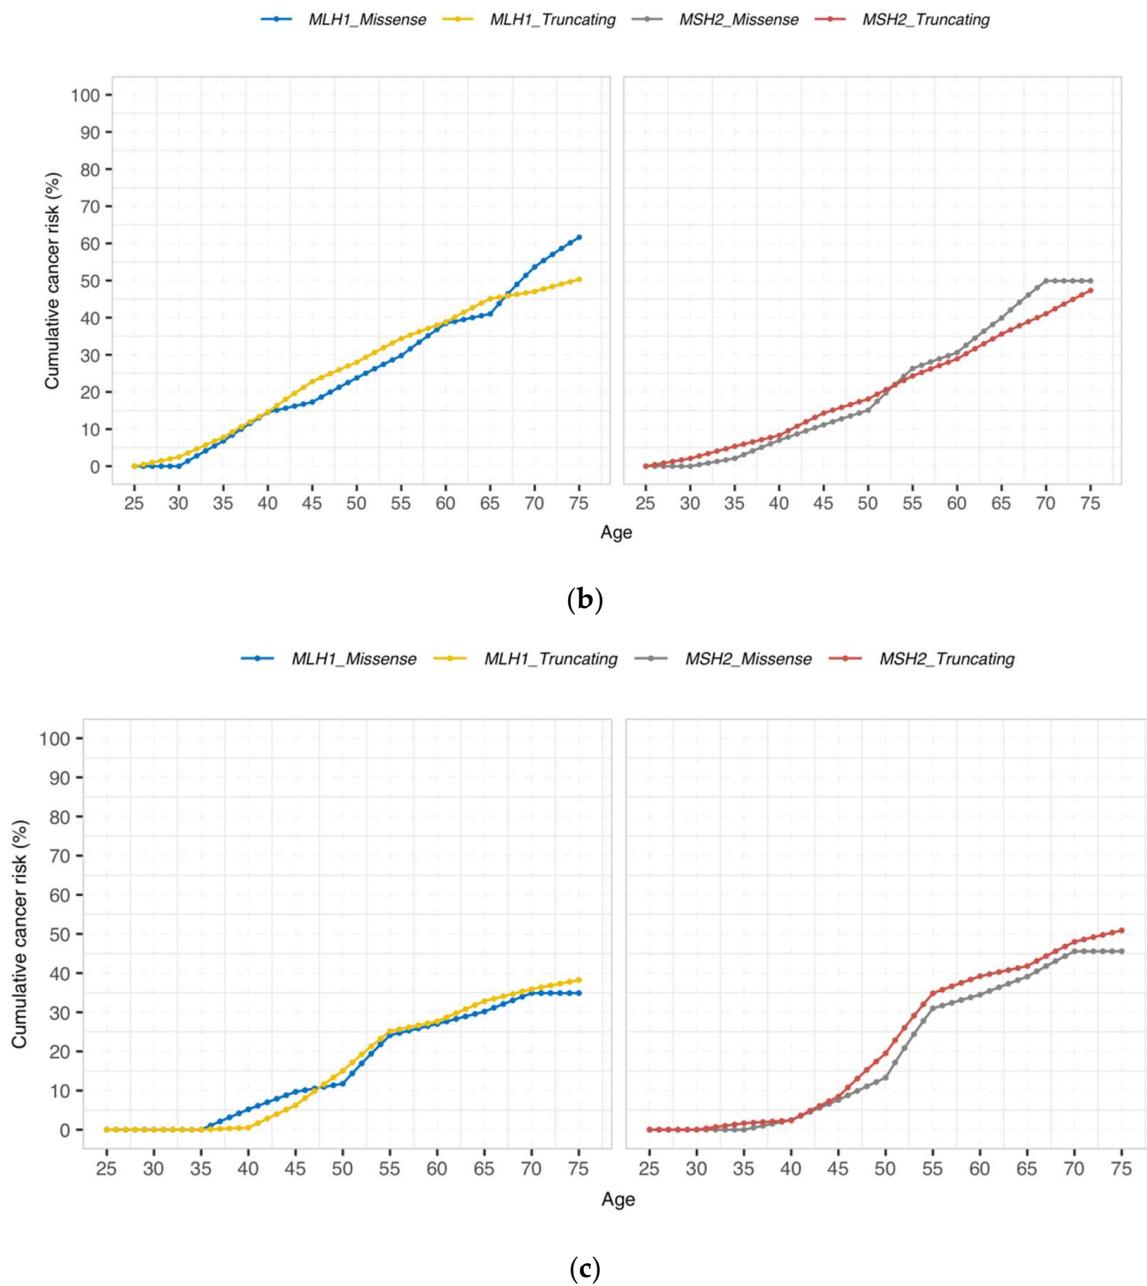 MLH1_Missense MLH1_Truncating MSH2_Missense MSH2_Truncating
Cumulative cancer risk (%)
100
90
80
70
60
50
40
30
20
10
0
25 30 35 40 45 50 55 60 65 70 75 25 30 35 40 45 50 55 60 65 70 75
Age
(b)
MLH1_Missense MLH1_Truncating MSH2_Missense MSH2_Truncating
Cumulative cancer risk (%)
100
90
80
70
60
50
40
30
20
10
0
25 30 35 40 45 50 55 60 65 70 75 25 30 35 40 45 50 55 60 65 70 75
Age
(c)